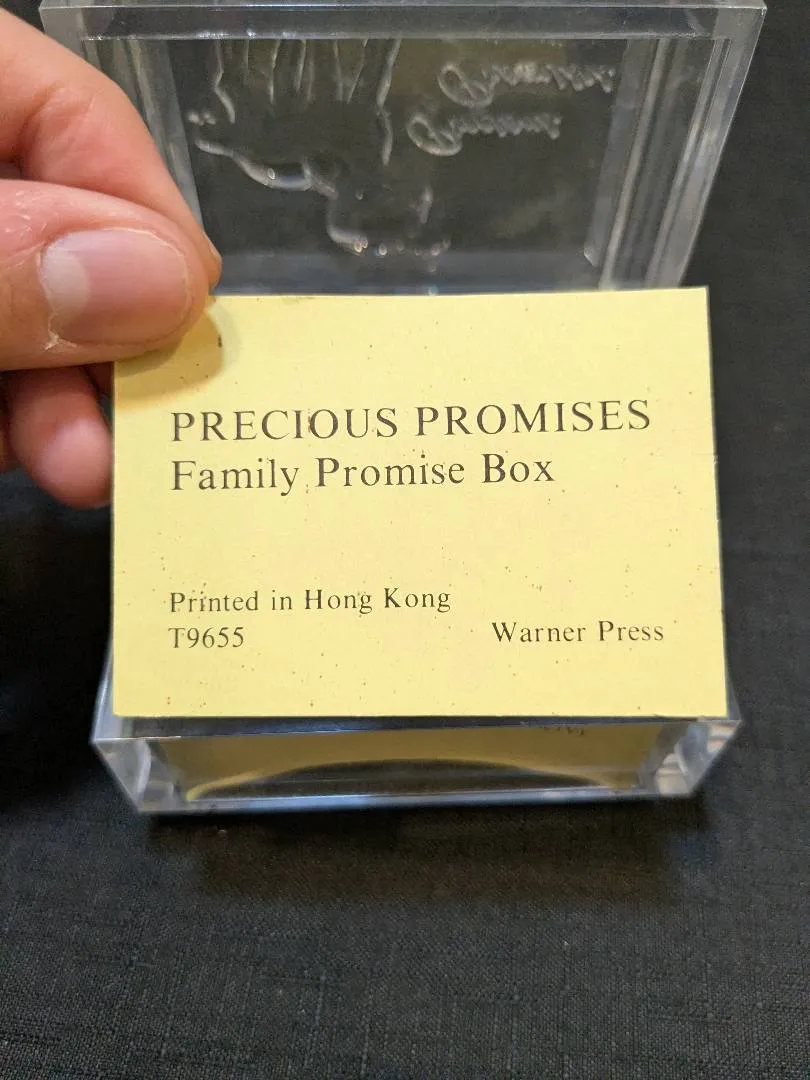 PRECIOUS PROMISES
Family Promise Box
Printed in Hong Kong
T9655
Warner Press